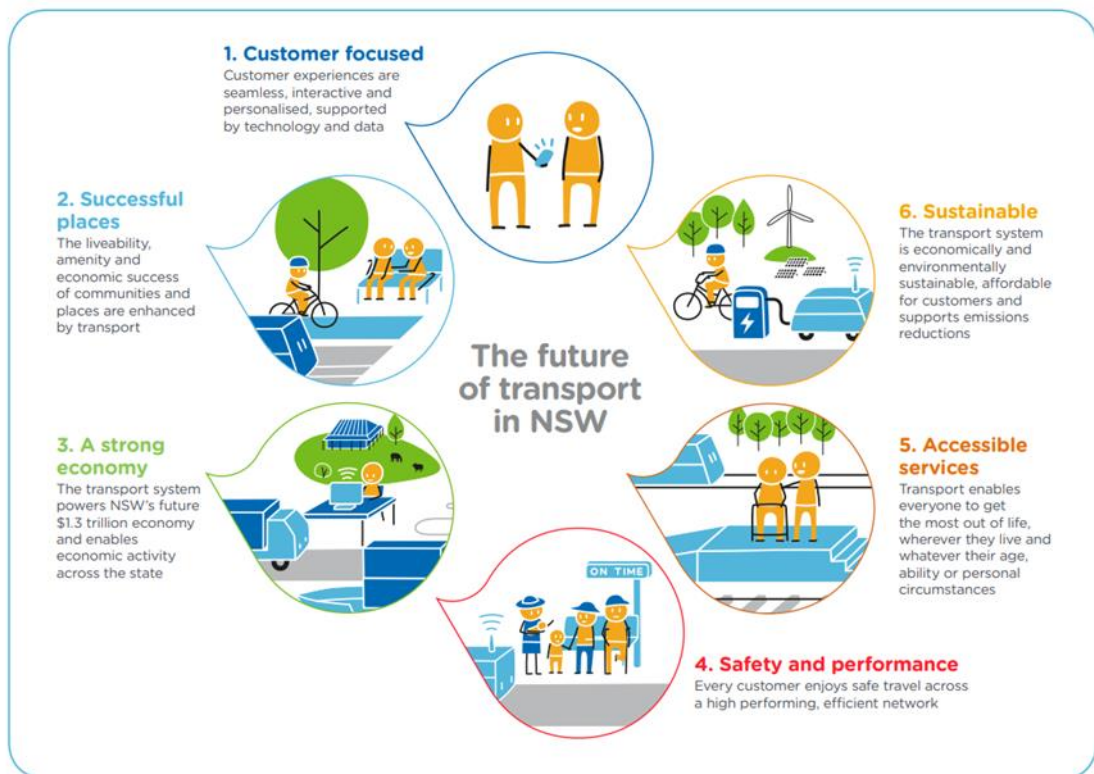 1. Customer focused
Customer experiences are
seamless, interactive and
personalised, supported
by technology and data
2. Successful
places
The liveability,
amenity and
economic success
of communities and
places are enhanced
by transport
3. A strong
economy
The transport system
powers NSW's future
$1.3 trillion economy
and enables
economic activity
across the state
The future
of transport
in NSW
ON TIME
4. Safety and performance
Every customer enjoys safe travel across
a high performing, efficient network
5. Accessible
services
Transport enables
everyone to get
the most out of life,
wherever they live and
whatever their age,
ability or personal
circumstances
6. Sustainable
The transport system
is economically and
environmentally
sustainable, affordable
for customers and
supports emissions
reductions